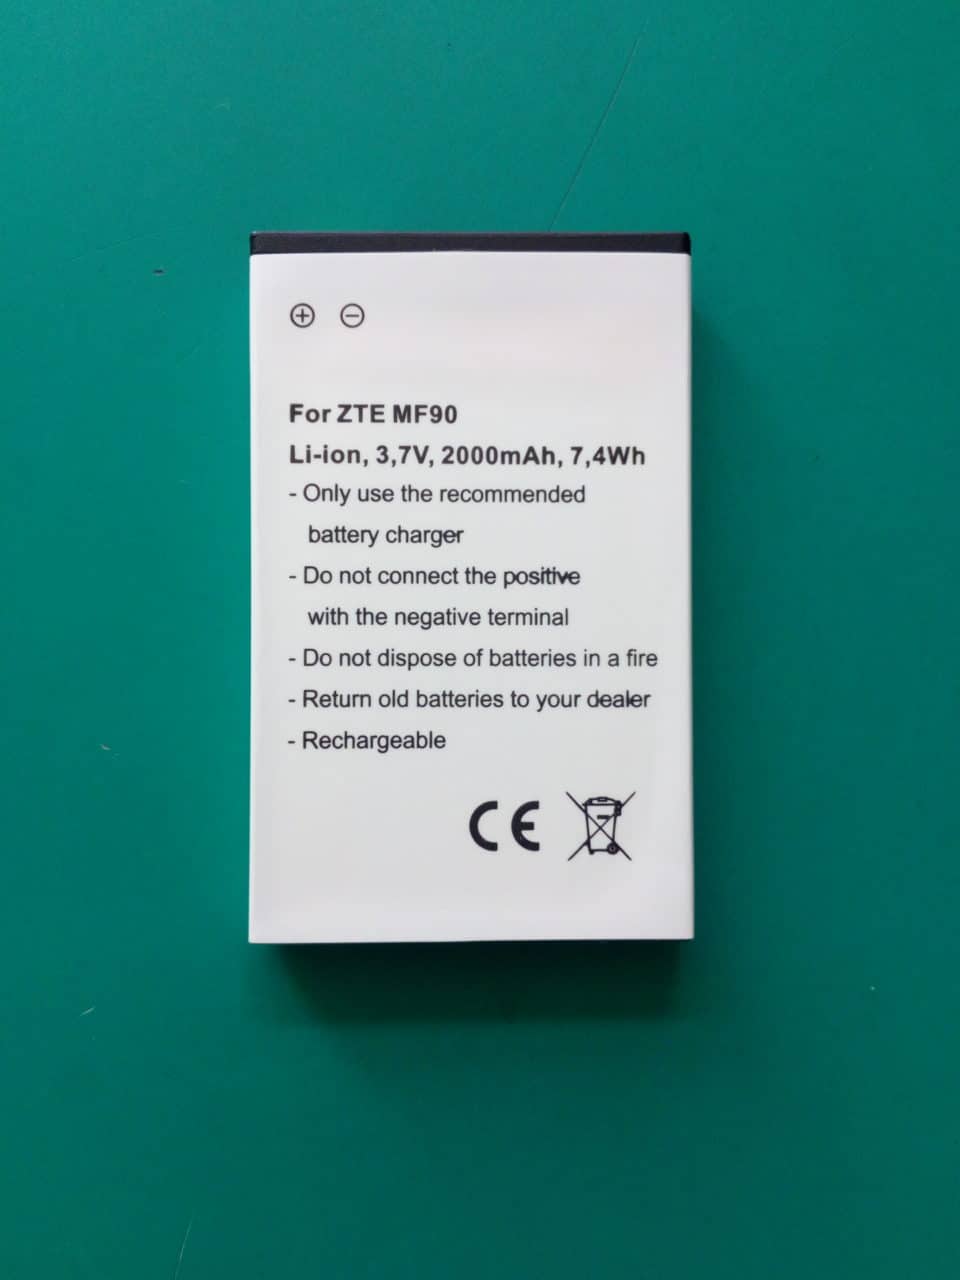 ⊕ ⊖
For ZTE MF90
Li-ion, 3,7V, 2000mAh, 7,4Wh
- Only use the recommended
battery charger
- Do not connect the positive
with the negative terminal
- Do not dispose of batteries in a fire
- Return old batteries to your dealer
- Rechargeable
CE